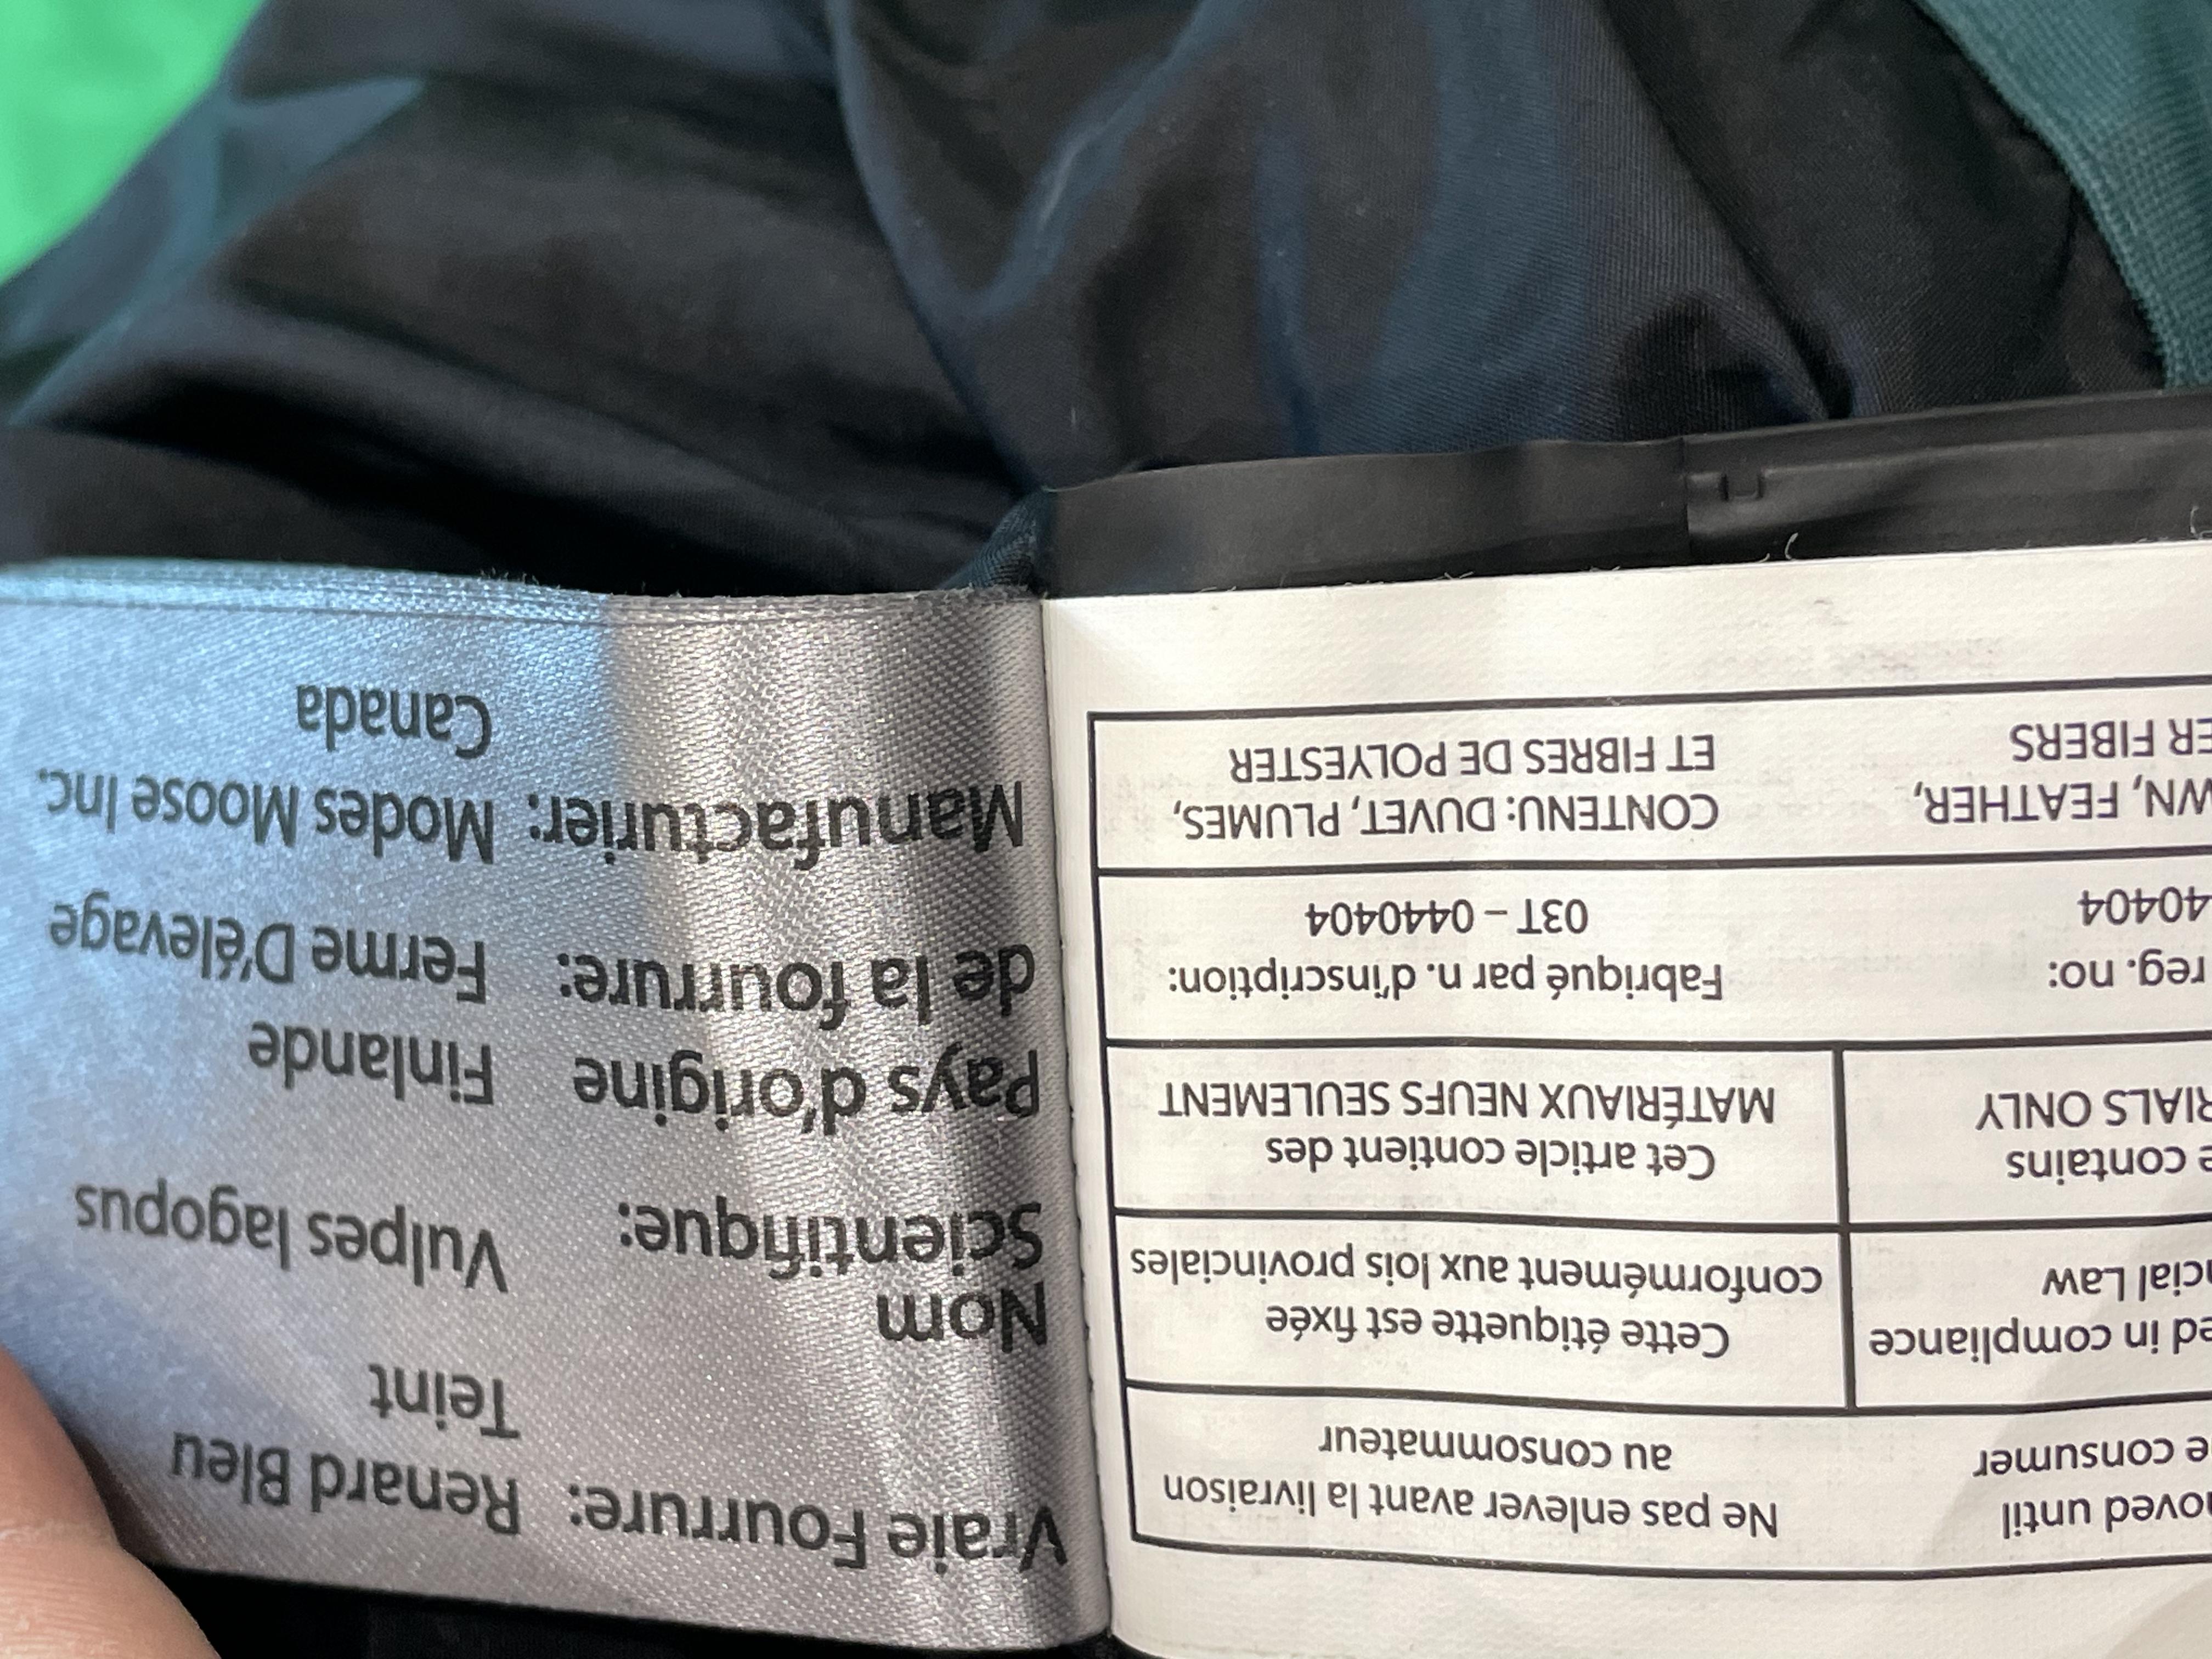 oved until
e consumer
Ne pas enlever avant la livraison
au consommateur
ed in compliance
cial Law
Cette étiquette est fixée
conformément aux lois provinciales
e contains
RIALS ONLY
Cet article contient des
MATÉRIAUX NEUFS SEULEMENT
reg. no:
40404
Fabriqué par n. d'inscription:
03T – 0440404
WN, FEATHER,
ER FIBERS
CONTENU: DUVET, PLUMES,
ET FIBRES DE POLYESTER
Vraie Fourrure: Renard Bleu
Teint
Nom
Scientifique: Vulpes lagopus
Pays d'origine Finlande
de la fourrure: Ferme D'élevage
Manufacturier: Modes Moose Inc.
Canada